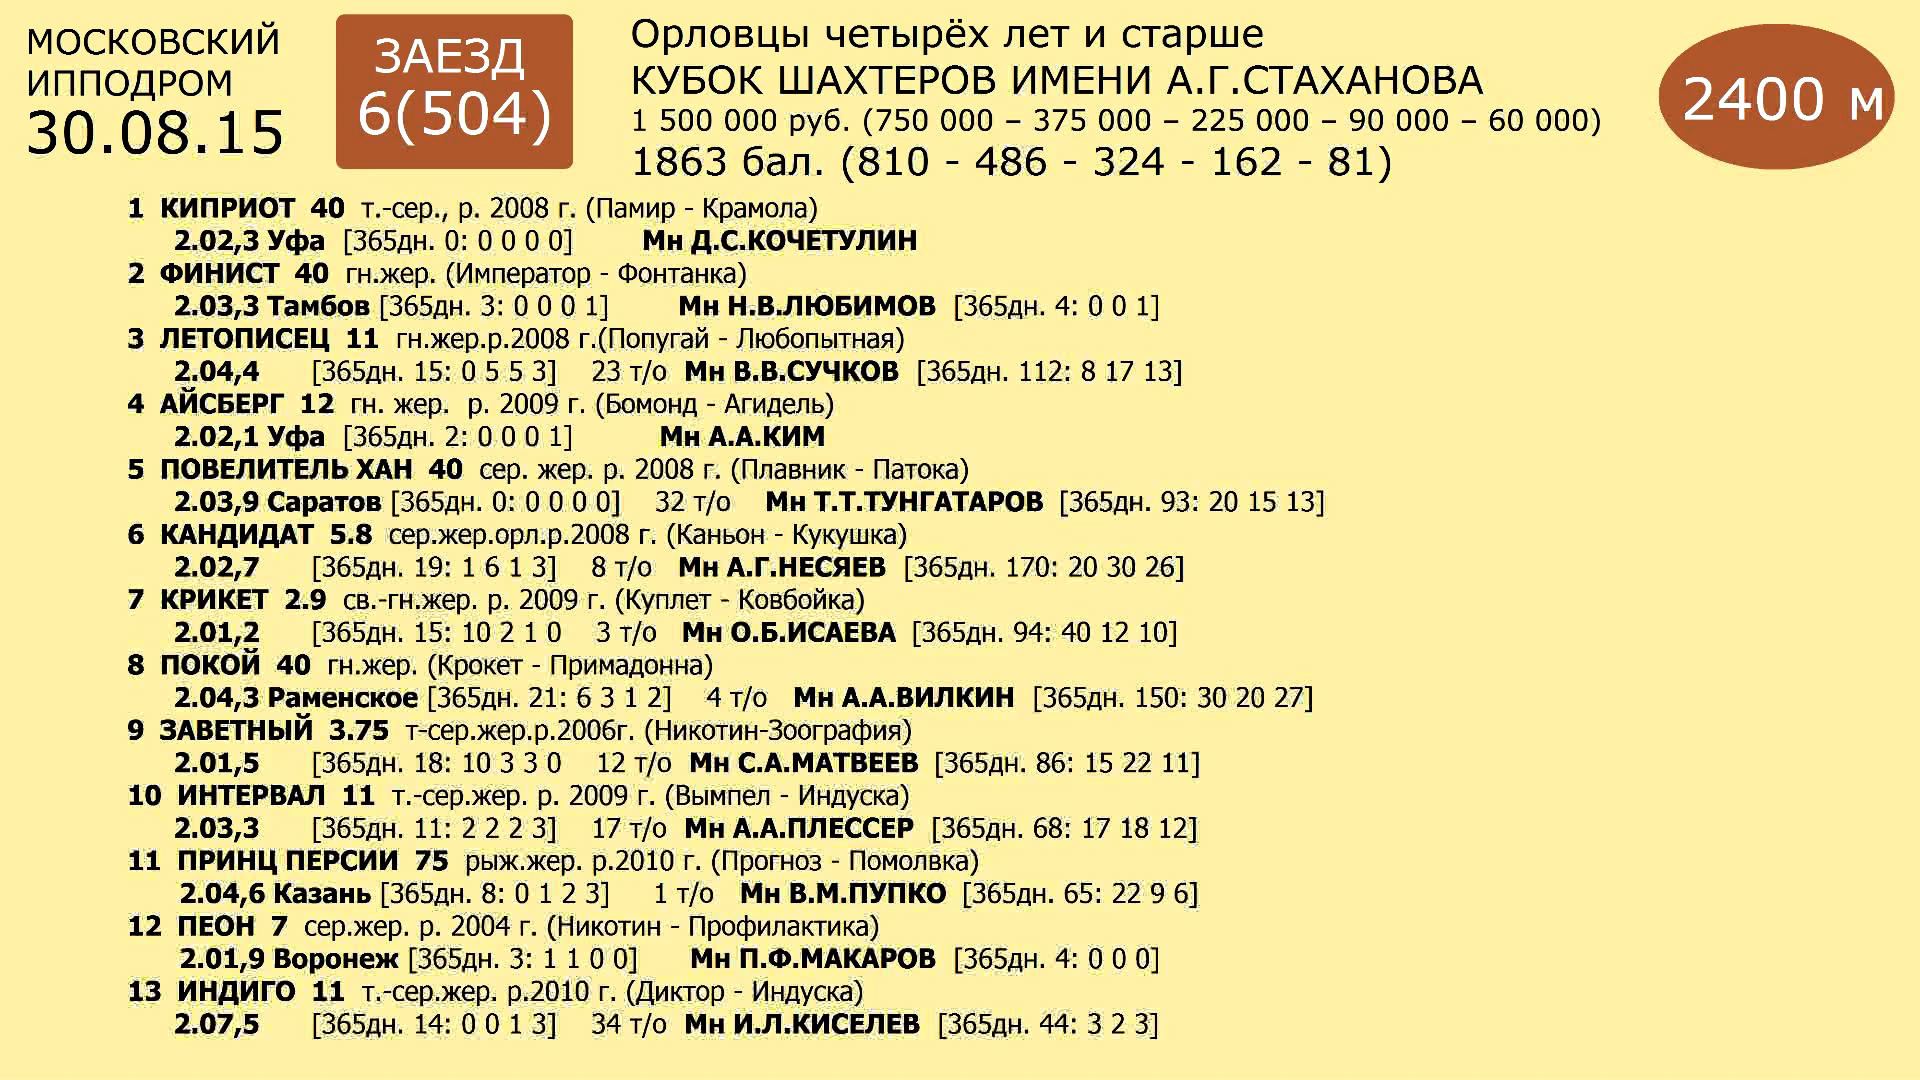 МОСКОВСКИЙ
ИППОДРОМ
30.08.15
ЗАЕЗД
6(504)
Орловцы четырёх лет и старше
КУБОК ШАХТЕРОВ ИМЕНИ А.Г.СТАХАНОВА
1 500 000 руб. (750 000 – 375 000 – 225 000 – 90 000 – 60 000)
1863 бал. (810 - 486 - 324 - 162 - 81)
2400 м
1 КИПРИОТ 40 т.-сер., р. 2008 г. (Памир - Крамола)
2.02,3 Уфа [365дн. 0: 0 0 0 0] Мн Д.С.КОЧЕТУЛИН
2 ФИНИСТ 40 гн.жер. (Император - Фонтанка)
2.03,3 Тамбов [365дн. 3: 0 0 0 1] Мн Н.В.ЛЮБИМОВ [365дн. 4: 0 0 1]
3 ЛЕТОПИСЕЦ 11 гн.жер.р.2008 г.(Попугай - Любопытная)
2.04,4 [365дн. 15: 0 5 5 3] 23 т/о Мн В.В.СУЧКОВ [365дн. 112: 8 17 13]
4 АЙСБЕРГ 12 гн. жер. р. 2009 г. (Бомонд - Агидель)
2.02,1 Уфа [365дн. 2: 0 0 0 1] Мн А.А.КИМ
5 ПОВЕЛИТЕЛЬ ХАН 40 сер. жер. р. 2008 г. (Плавник - Патока)
2.03,9 Саратов [365дн. 0: 0 0 0 0] 32 т/о Мн Т.Т.ТУНГАТАРОВ [365дн. 93: 20 15 13]
6 КАНДИДАТ 5.8 сер.жер.орл.р.2008 г. (Каньон - Кукушка)
2.02,7 [365дн. 19: 1 6 1 3] 8 т/о Мн А.Г.НЕСЯЕВ [365дн. 170: 20 30 26]
7 КРИКЕТ 2.9 св.-гн.жер. р. 2009 г. (Куплет - Ковбойка)
2.01,2 [365дн. 15: 10 2 1 0 3 т/о Мн О.Б.ИСАЕВА [365дн. 94: 40 12 10]
8 ПОКОЙ 40 гн.жер. (Крокет - Примадонна)
2.04,3 Раменское [365дн. 21: 6 3 1 2] 4 т/о Мн А.А.ВИЛКИН [365дн. 150: 30 20 27]
9 ЗАВЕТНЫЙ 3.75 т-сер.жер.р.2006г. (Никотин-Зоография)
2.01,5 [365дн. 18: 10 3 3 0 12 т/о Мн С.А.МАТВЕЕВ [365дн. 86: 15 22 11]
10 ИНТЕРВАЛ 11 т.-сер.жер. р. 2009 г. (Вымпел - Индуска)
2.03,3 [365дн. 11: 2 2 2 3] 17 т/о Мн А.А.ПЛЕССЕР [365дн. 68: 17 18 12]
11 ПРИНЦ ПЕРСИИ 75 рыж.жер. р.2010 г. (Прогноз - Помолвка)
2.04,6 Казань [365дн. 8: 0 1 2 3] 1 т/о Мн В.М.ПУПКО [365дн. 65: 22 9 6]
12 ПЕОН 7 сер.жер. р. 2004 г. (Никотин - Профилактика)
2.01,9 Воронеж [365дн. 3: 1 1 0 0] Мн П.Ф.МАКАРОВ [365дн. 4: 0 0 0]
13 ИНДИГО 11 т.-сер.жер. р.2010 г. (Диктор - Индуска)
2.07,5 [365дн. 14: 0 0 1 3] 34 т/о Мн И.Л.КИСЕЛЕВ [365дн. 44: 3 2 3]